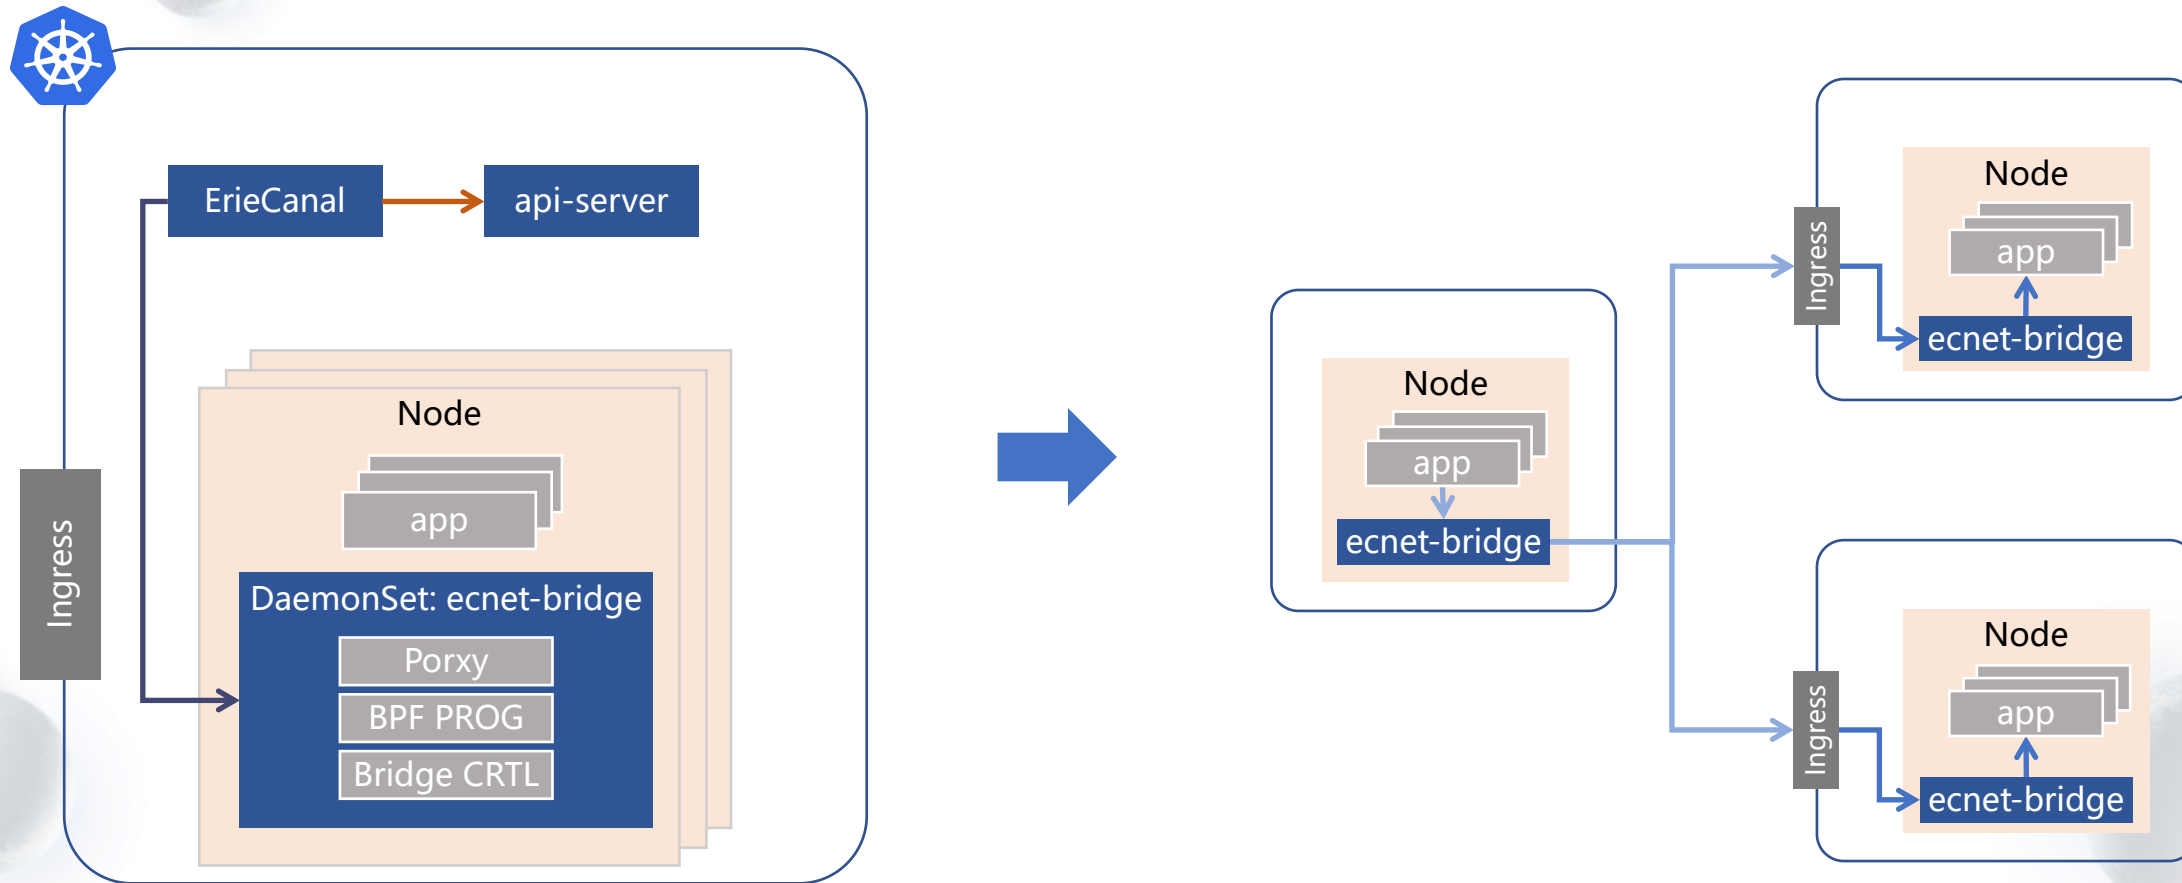 ErieCanal
api-server
Node
app
Ingress
DaemonSet: ecnet-bridge
Porxy
BPF PROG
Bridge CRTL
Node
app
ecnet-bridge
Ingress
Node
app
ecnet-bridge
Ingress
Node
app
ecnet-bridge